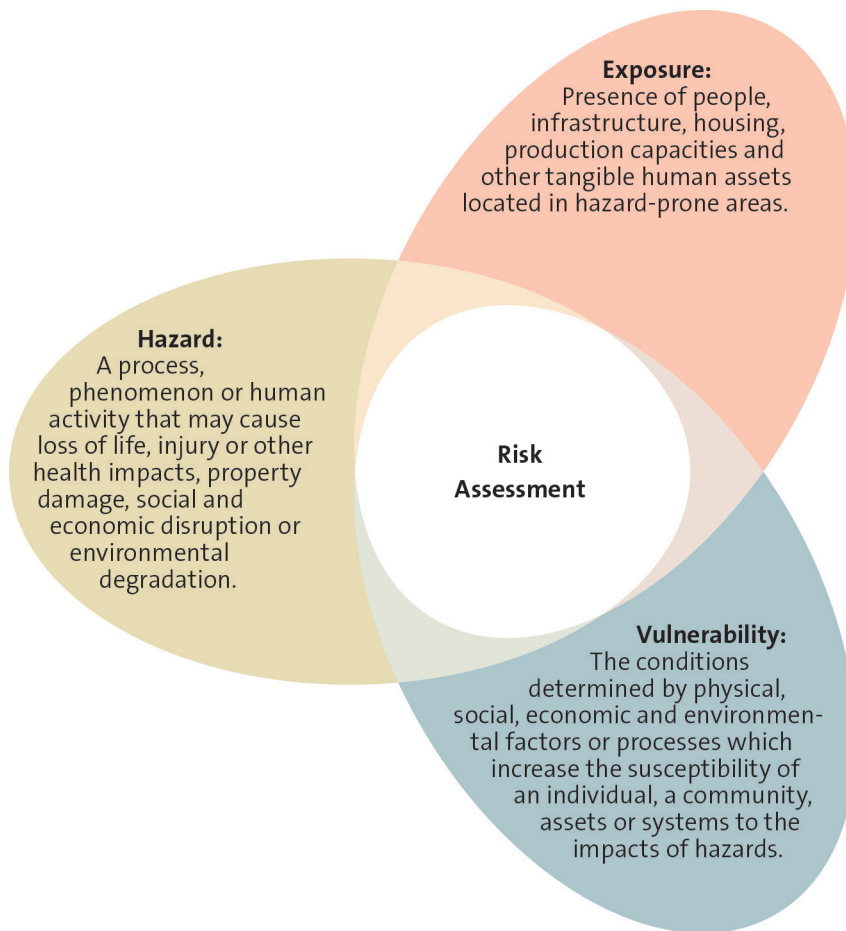 Exposure:
Presence of people,
infrastructure, housing,
production capacities and
other tangible human assets
located in hazard-prone areas.
Hazard:
A process,
phenomenon or human
activity that may cause
loss of life, injury or other
health impacts, property
damage, social and
economic disruption or
environmental
degradation.
Risk
Assessment
Vulnerability:
The conditions
determined by physical,
social, economic and environmen-
tal factors or processes which
increase the susceptibility of
an individual, a community,
assets or systems to the
impacts of hazards.